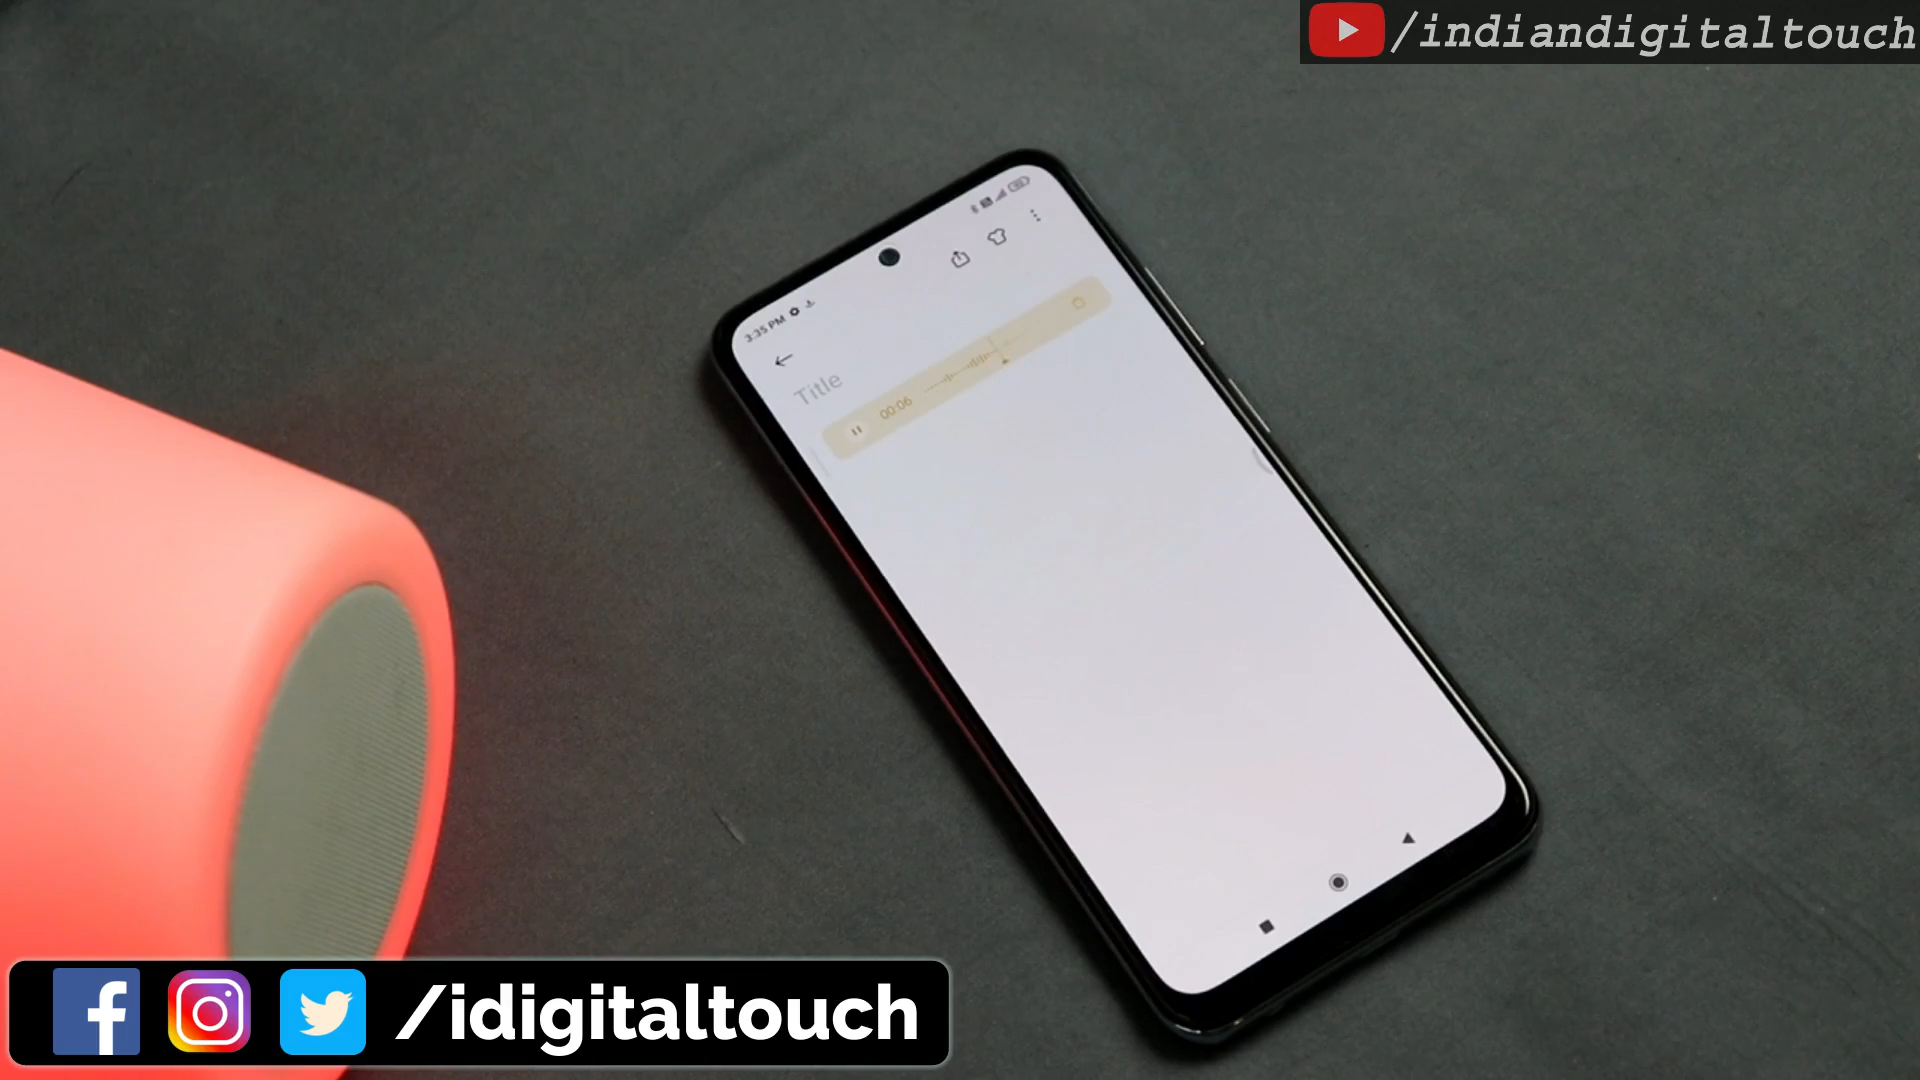 /indiandigitaltouch
3:35 PM
Title
00:06
/idigitaltouch